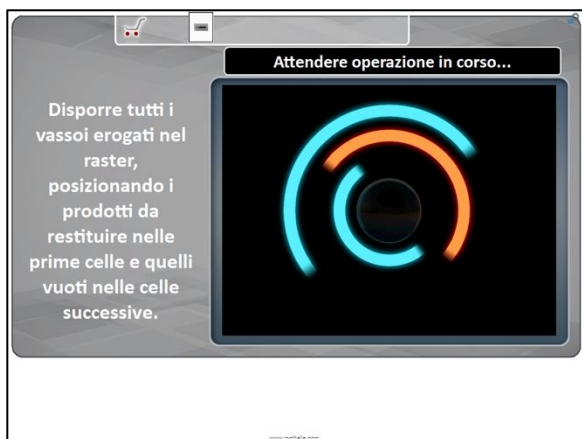 Attendere operazione in corso...
Disporre tutti i
vassoi erogati nel
raster,
posizionando i
prodotti da
restituire nelle
prime celle e quelli
vuoti nelle celle
successive.